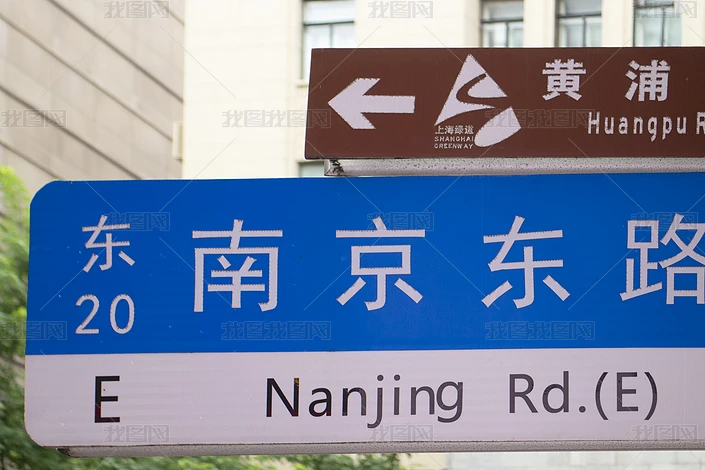 黄浦
Huangpu R
上海绿道
SHANGHAI
GREENWAY
东 南京东路
20
E Nanjing Rd.(E)